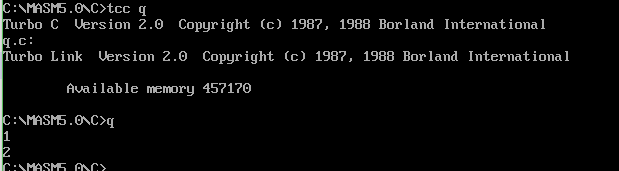 C:\MASM5.0\C>tcc q
Turbo C  Version 2.0  Copyright (c) 1987, 1988 Borland International
q.c:
Turbo Link  Version 2.0  Copyright (c) 1987, 1988 Borland International
Available memory 457170
C:\MASM5.0\C>q
1
2
C:\MASM5.0\C>